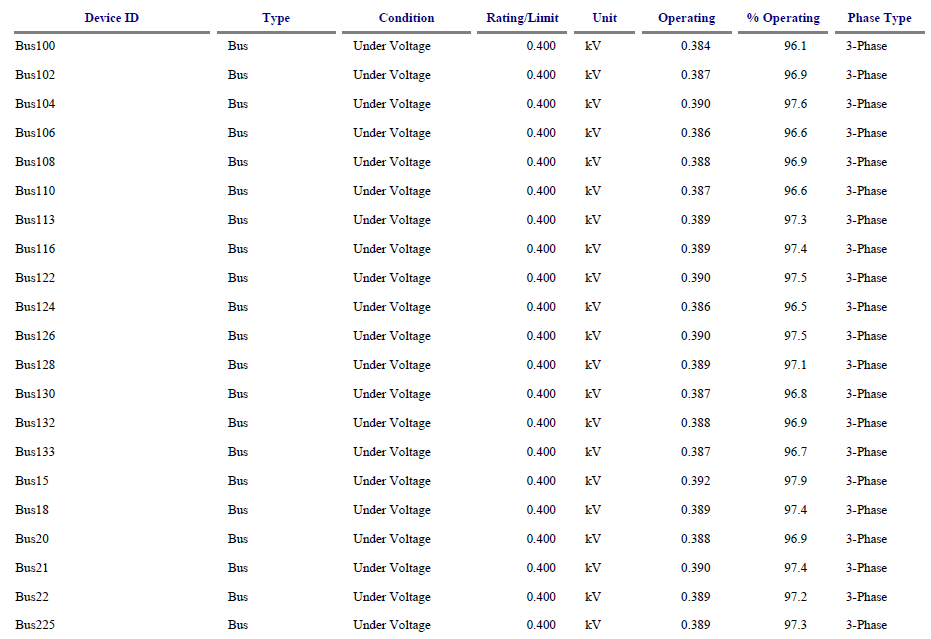 Device ID Type Condition Rating/Limit Unit Operating % Operating Phase Type
Bus100 Bus Under Voltage 0.400 kV 0.384 96.1 3-Phase
Bus102 Bus Under Voltage 0.400 kV 0.387 96.9 3-Phase
Bus104 Bus Under Voltage 0.400 kV 0.390 97.6 3-Phase
Bus106 Bus Under Voltage 0.400 kV 0.386 96.6 3-Phase
Bus108 Bus Under Voltage 0.400 kV 0.388 96.9 3-Phase
Bus110 Bus Under Voltage 0.400 kV 0.387 96.6 3-Phase
Bus113 Bus Under Voltage 0.400 kV 0.389 97.3 3-Phase
Bus116 Bus Under Voltage 0.400 kV 0.389 97.4 3-Phase
Bus122 Bus Under Voltage 0.400 kV 0.390 97.5 3-Phase
Bus124 Bus Under Voltage 0.400 kV 0.386 96.5 3-Phase
Bus126 Bus Under Voltage 0.400 kV 0.390 97.5 3-Phase
Bus128 Bus Under Voltage 0.400 kV 0.389 97.1 3-Phase
Bus130 Bus Under Voltage 0.400 kV 0.387 96.8 3-Phase
Bus132 Bus Under Voltage 0.400 kV 0.388 96.9 3-Phase
Bus133 Bus Under Voltage 0.400 kV 0.387 96.7 3-Phase
Bus15 Bus Under Voltage 0.400 kV 0.392 97.9 3-Phase
Bus18 Bus Under Voltage 0.400 kV 0.389 97.4 3-Phase
Bus20 Bus Under Voltage 0.400 kV 0.388 96.9 3-Phase
Bus21 Bus Under Voltage 0.400 kV 0.390 97.4 3-Phase
Bus22 Bus Under Voltage 0.400 kV 0.389 97.2 3-Phase
Bus225 Bus Under Voltage 0.400 kV 0.389 97.3 3-Phase